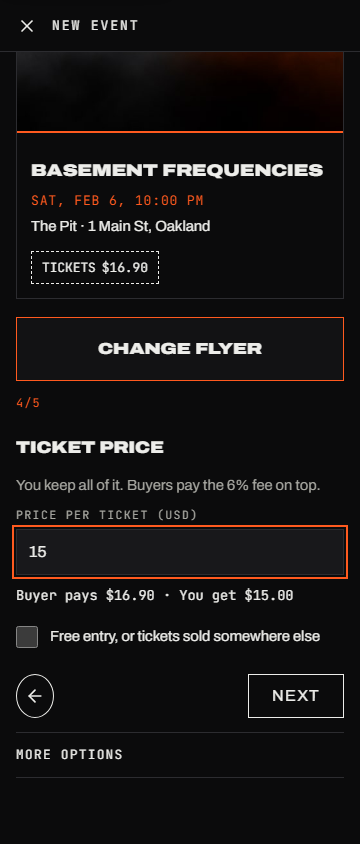 NEW EVENT
BASEMENT FREQUENCIES
SAT, FEB 6, 10:00 PM
The Pit · 1 Main St, Oakland
TICKETS $16.90
CHANGE FLYER
4/5
TICKET PRICE
You keep all of it. Buyers pay the 6% fee on top.
PRICE PER TICKET (USD)
15
Buyer pays $16.90 · You get $15.00
Free entry, or tickets sold somewhere else
NEXT
MORE OPTIONS